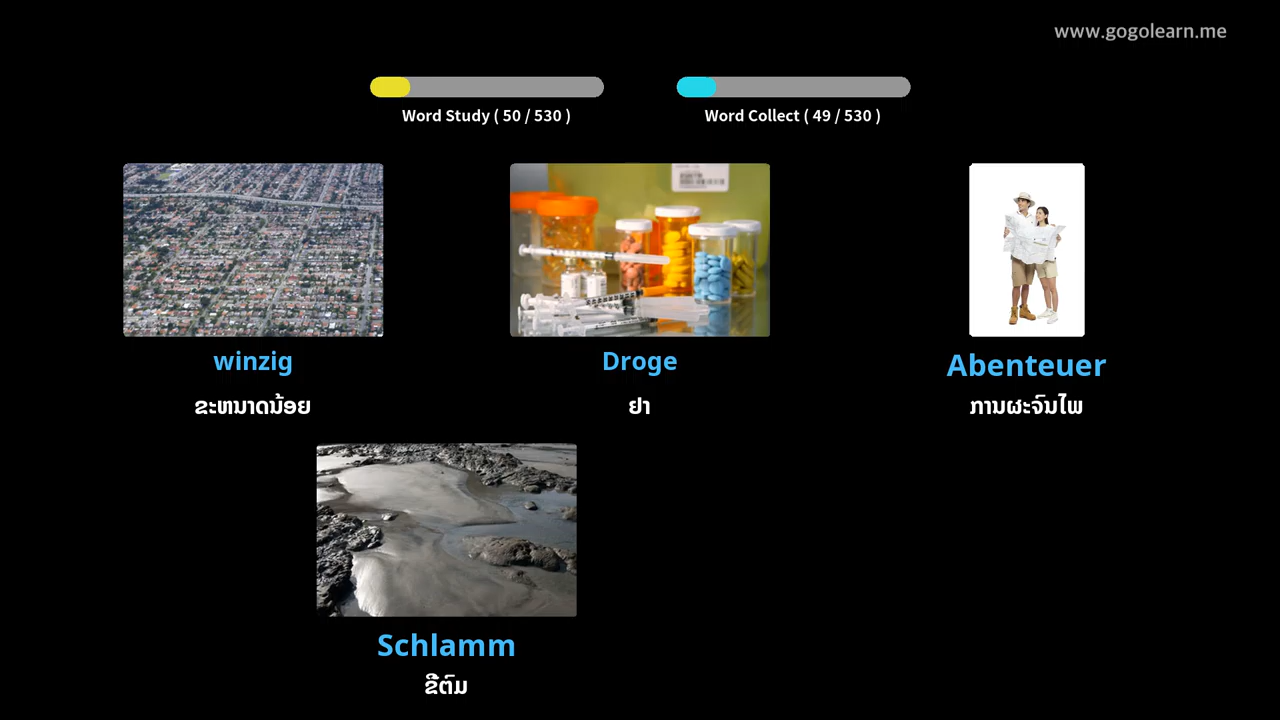 www.gogolearn.me
Word Study ( 50 / 530 )
Word Collect ( 49 / 530 )
winzig
Droge
Abenteuer
ຂະຫນາດນ້ອຍ
ຢາ
ການຜະຈົນໄພ
Schlamm
ຂີ້ຕົມ